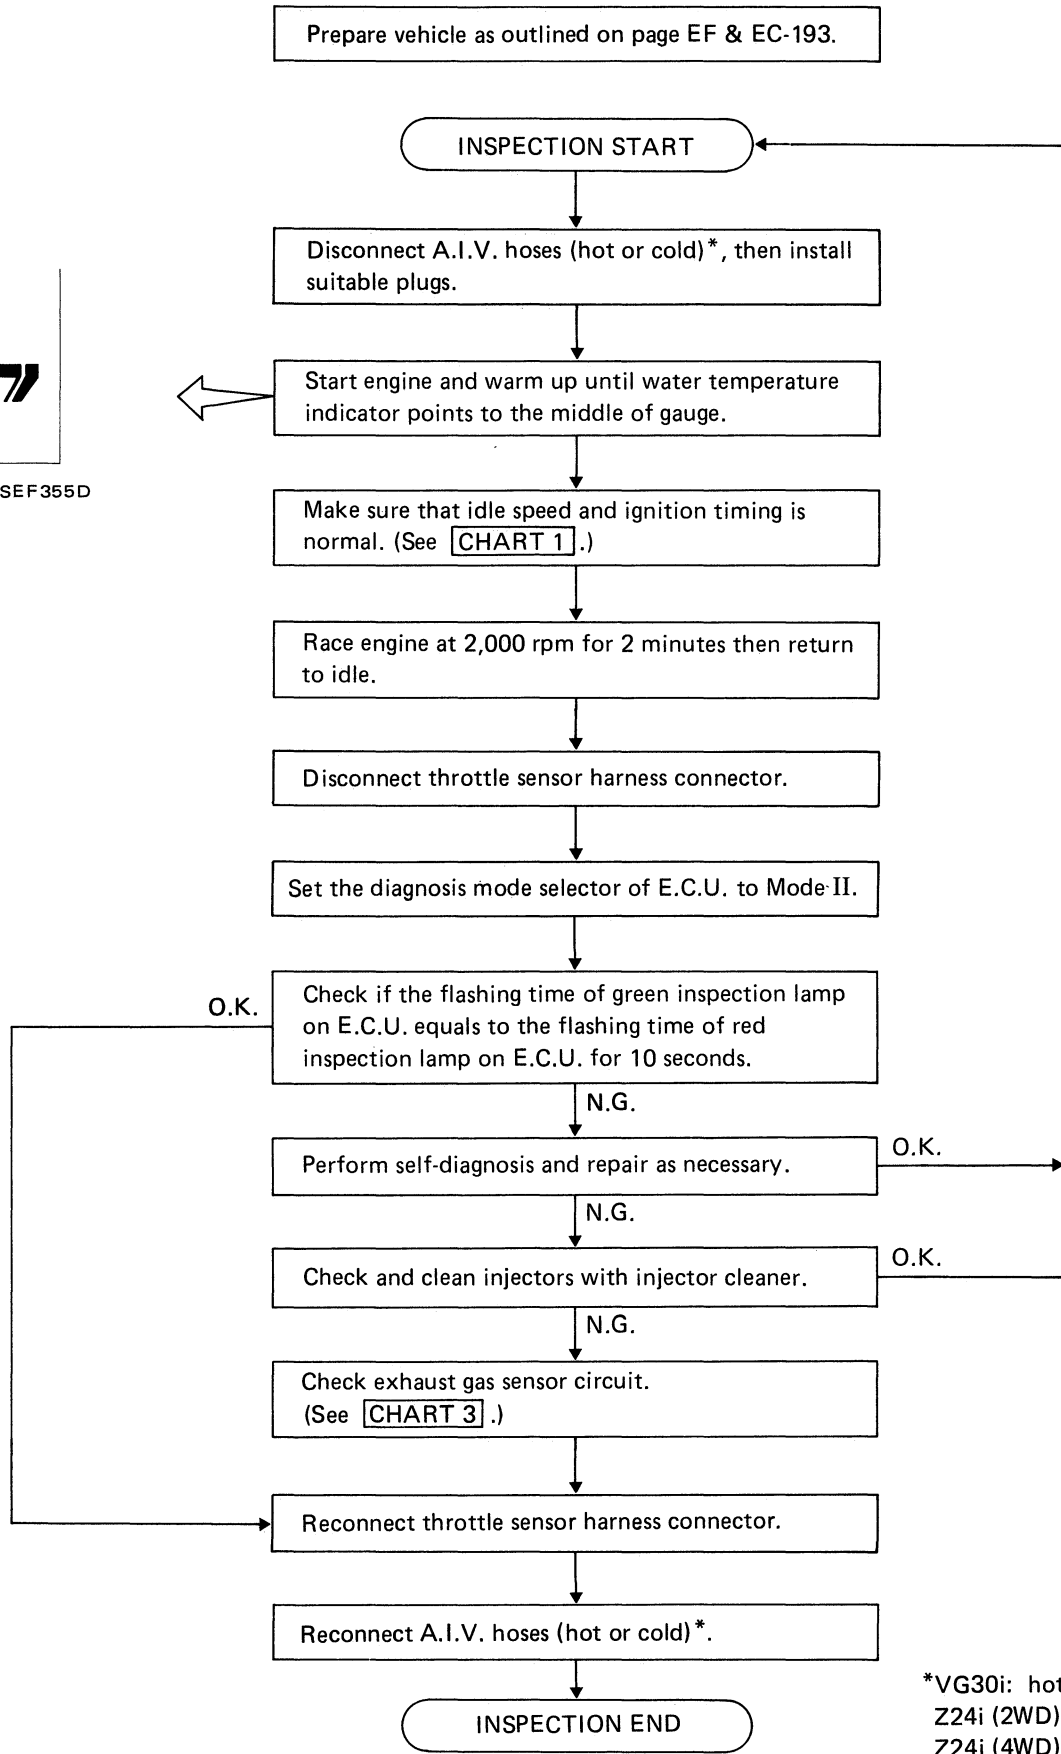 Prepare vehicle as outlined on page EF & EC-193.
INSPECTION START
Disconnect A.I.V. hoses (hot or cold)*, then install
suitable plugs.
Start engine and warm up until water temperature
indicator points to the middle of gauge.
SEF355D
Make sure that idle speed and ignition timing is
normal. (See CHART 1 .)
Race engine at 2,000 rpm for 2 minutes then return
to idle.
Disconnect throttle sensor harness connector.
Set the diagnosis mode selector of E.C.U. to Mode II.
O.K.
Check if the flashing time of green inspection lamp
on E.C.U. equals to the flashing time of red
inspection lamp on E.C.U. for 10 seconds.
N.G.
Perform self-diagnosis and repair as necessary.
O.K.
N.G.
Check and clean injectors with injector cleaner.
O.K.
N.G.
Check exhaust gas sensor circuit.
(See CHART 3 .)
Reconnect throttle sensor harness connector.
Reconnect A.I.V. hoses (hot or cold)*.
INSPECTION END
*VG30i: hot
Z24i (2WD)
Z24i (4WD)